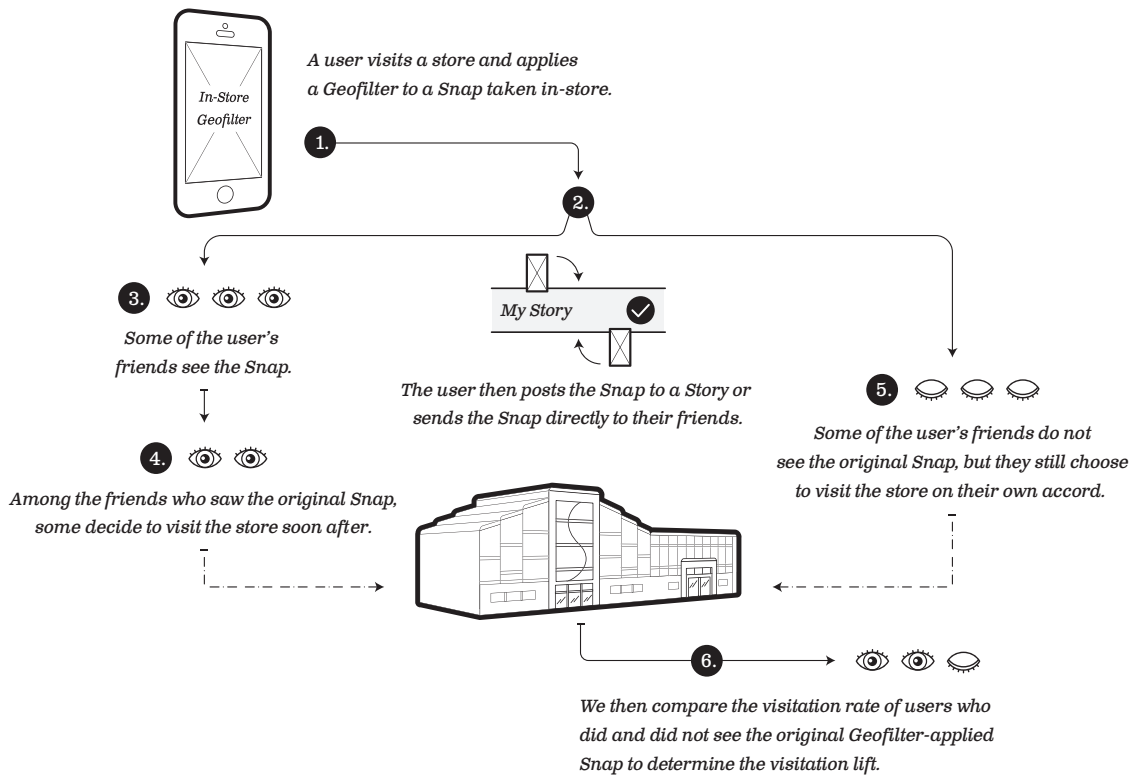 In-Store
Geofilter
A user visits a store and applies
a Geofilter to a Snap taken in-store.
1.
2.
3.
Some of the user's
friends see the Snap.
My Story
The user then posts the Snap to a Story or
sends the Snap directly to their friends.
4.
Among the friends who saw the original Snap,
some decide to visit the store soon after.
5.
Some of the user's friends do not
see the original Snap, but they still choose
to visit the store on their own accord.
6.
We then compare the visitation rate of users who
did and did not see the original Geofilter-applied
Snap to determine the visitation lift.